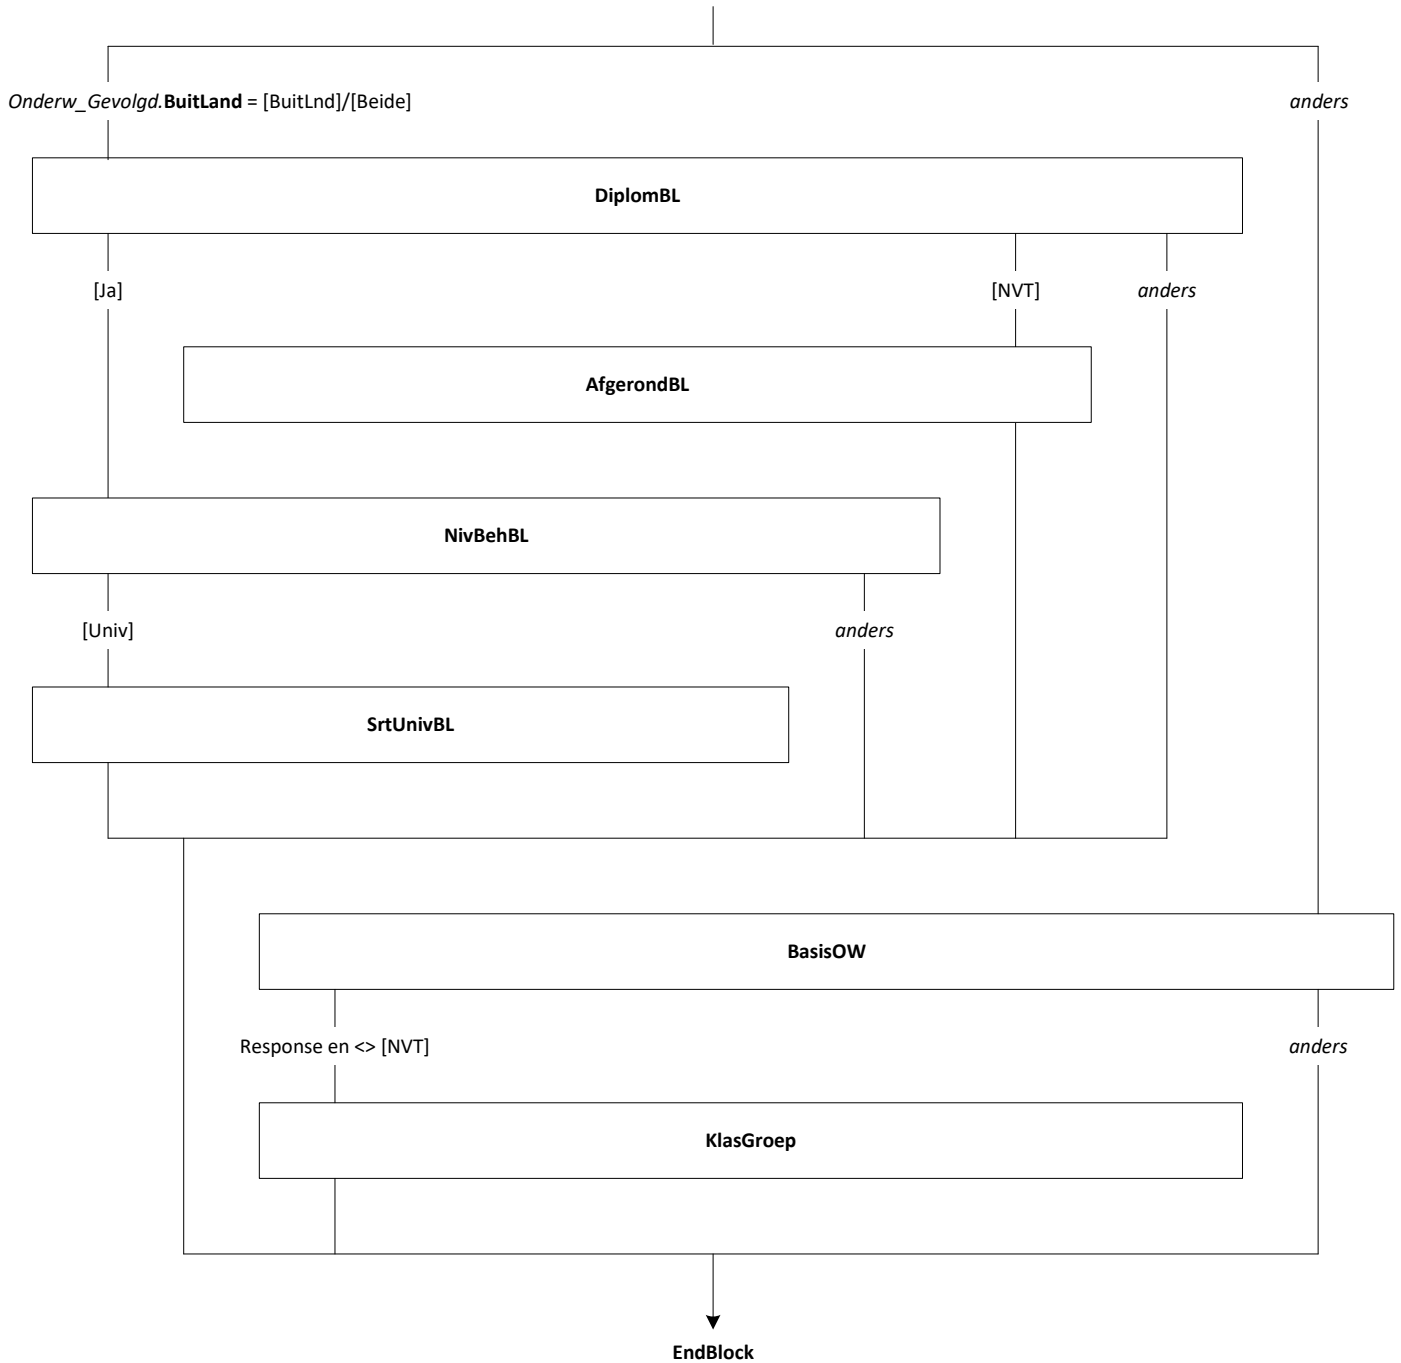 Onderw_Gevolgd.BuitLand = [BuitLnd]/[Beide]
anders
DiplomBL
[Ja]
[NVT]
anders
AfgerondBL
NivBehBL
[Univ]
anders
SrtUnivBL
BasisOW
Response en <> [NVT]
anders
KlasGroep
EndBlock